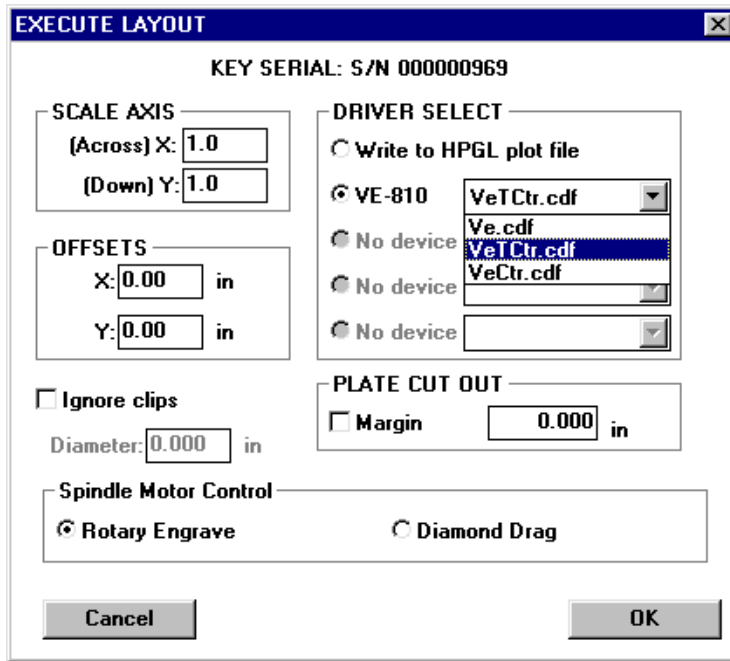 EXECUTE LAYOUT
KEY SERIAL: S/N 000000969
SCALE AXIS
(Across) X: 1.0
(Down) Y: 1.0
OFFSETS
X: 0.00 in
Y: 0.00 in
Ignore clips
Diameter: 0.000 in
DRIVER SELECT
Write to HPGL plot file
VE-810 VeTCtr.cdf
Ve.cdf
No device VeTCtr.cdf
VeCtr.cdf
No device
No device
PLATE CUT OUT
Margin 0.000 in
Spindle Motor Control
Rotary Engrave Diamond Drag
Cancel OK